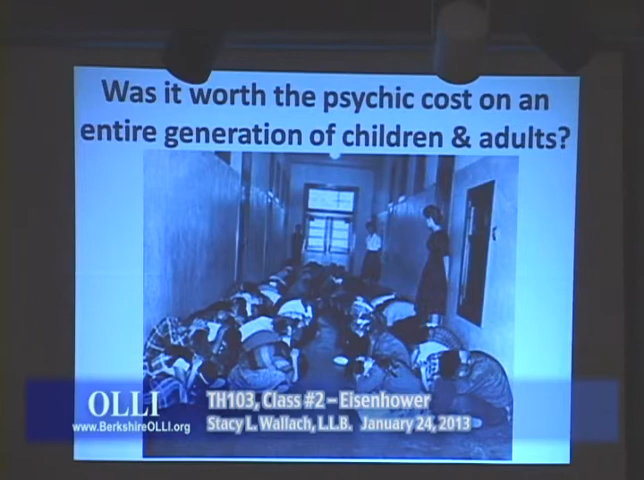 Was it worth the psychic cost on an
entire generation of children & adults?
OLLI
www.BerkshireOLLI.org
TH103, Class #2 – Eisenhower
Stacy L. Wallach, L.L.B. January 24, 2013